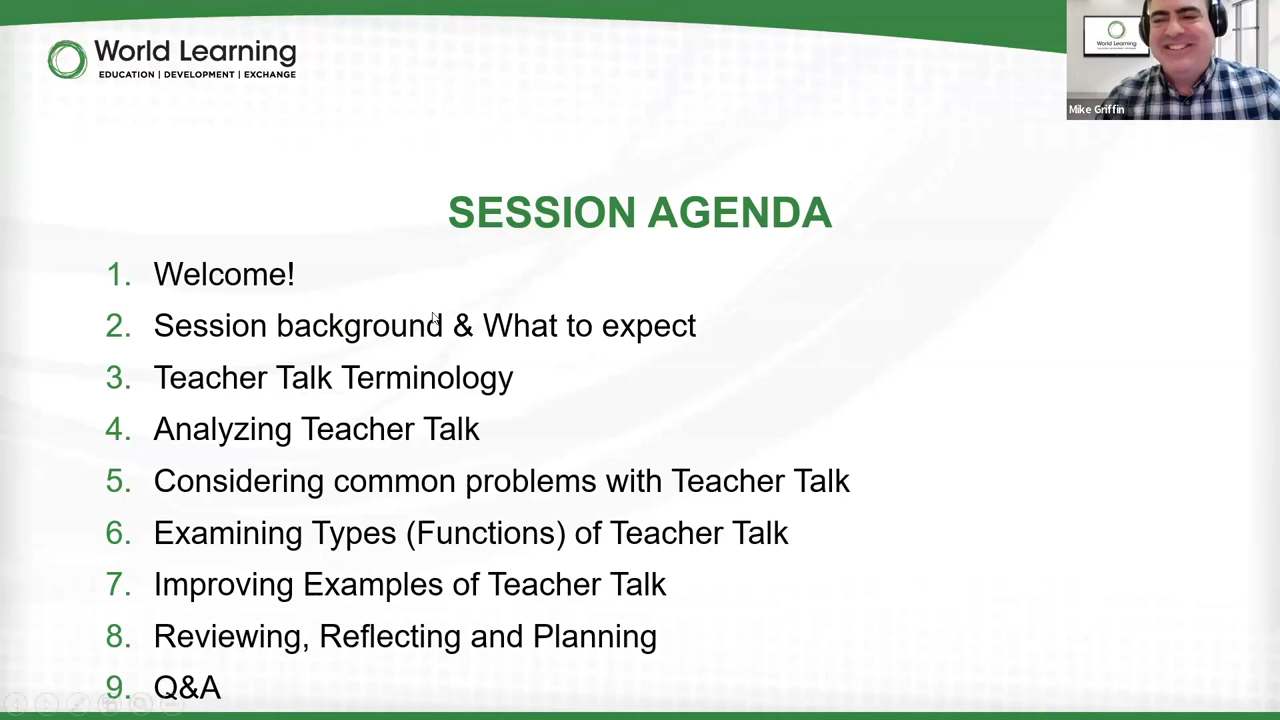 World Learning
EDUCATION | DEVELOPMENT | EXCHANGE
World Learning
Mike Griffin
SESSION AGENDA
1. Welcome!
2. Session background & What to expect
3. Teacher Talk Terminology
4. Analyzing Teacher Talk
5. Considering common problems with Teacher Talk
6. Examining Types (Functions) of Teacher Talk
7. Improving Examples of Teacher Talk
8. Reviewing, Reflecting and Planning
9. Q&A